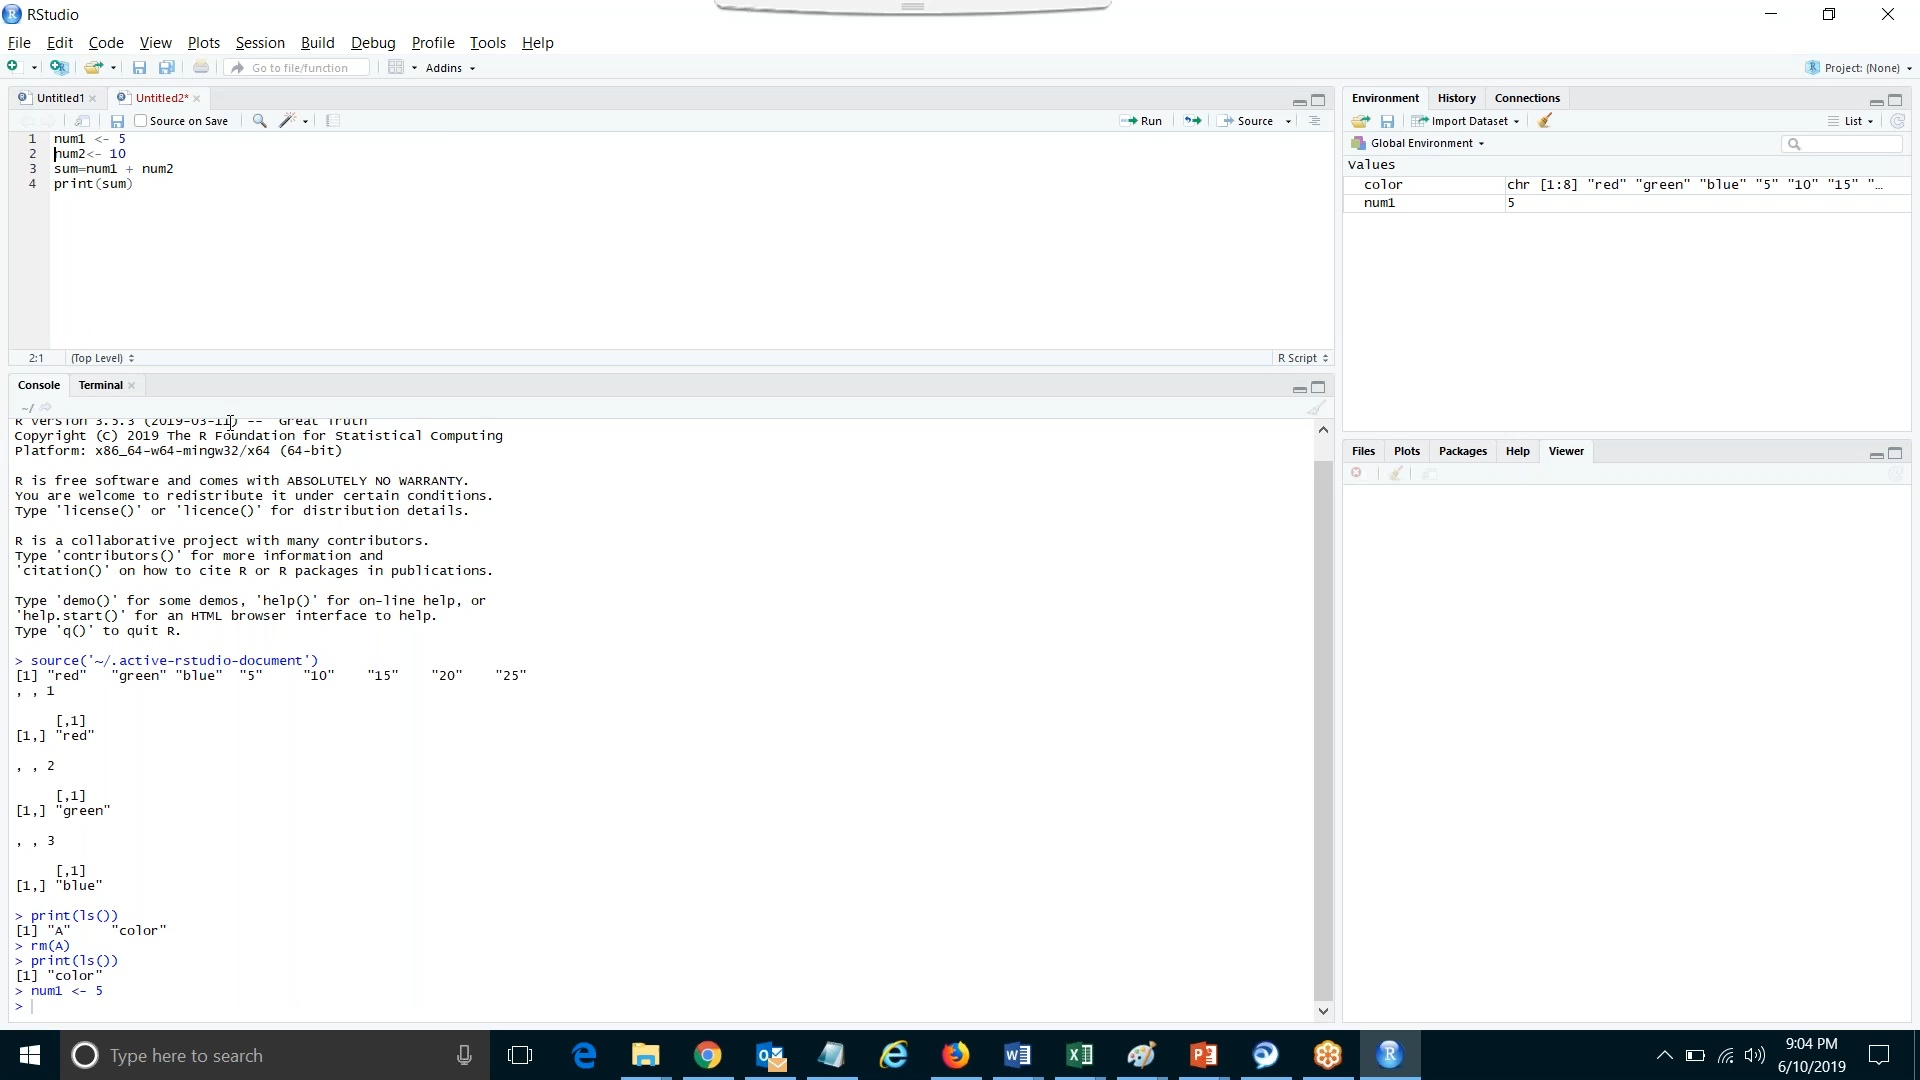 RStudio
File Edit Code View Plots Session Build Debug Profile Tools Help
Go to file/function Addins Project: (None)
Untitled1 Untitled2*
Source on Save Run Source
1 num1 <- 5
2 num2<- 10
3 sum=num1 + num2
4 print(sum)
2:1 (Top Level) R Script
Console Terminal
~/
R version 3.5.3 (2019-03-11) -- "Great Truth"
Copyright (C) 2019 The R Foundation for Statistical Computing
Platform: x86_64-w64-mingw32/x64 (64-bit)
R is free software and comes with ABSOLUTELY NO WARRANTY.
You are welcome to redistribute it under certain conditions.
Type 'license()' or 'licence()' for distribution details.
R is a collaborative project with many contributors.
Type 'contributors()' for more information and
'citation()' on how to cite R or R packages in publications.
Type 'demo()' for some demos, 'help()' for on-line help, or
'help.start()' for an HTML browser interface to help.
Type 'q()' to quit R.
> source('~/.active-rstudio-document')
[1] "red" "green" "blue" "5" "10" "15" "20" "25"
, , 1
[,1]
[1,] "red"
, , 2
[,1]
[1,] "green"
, , 3
[,1]
[1,] "blue"
> print(ls())
[1] "A" "color"
> rm(A)
> print(ls())
[1] "color"
> num1 <- 5
>
Environment History Connections
Import Dataset List
Global Environment
Values
color chr [1:8] "red" "green" "blue" "5" "10" "15" "…
num1 5
Files Plots Packages Help Viewer
Type here to search
9:04 PM
6/10/2019